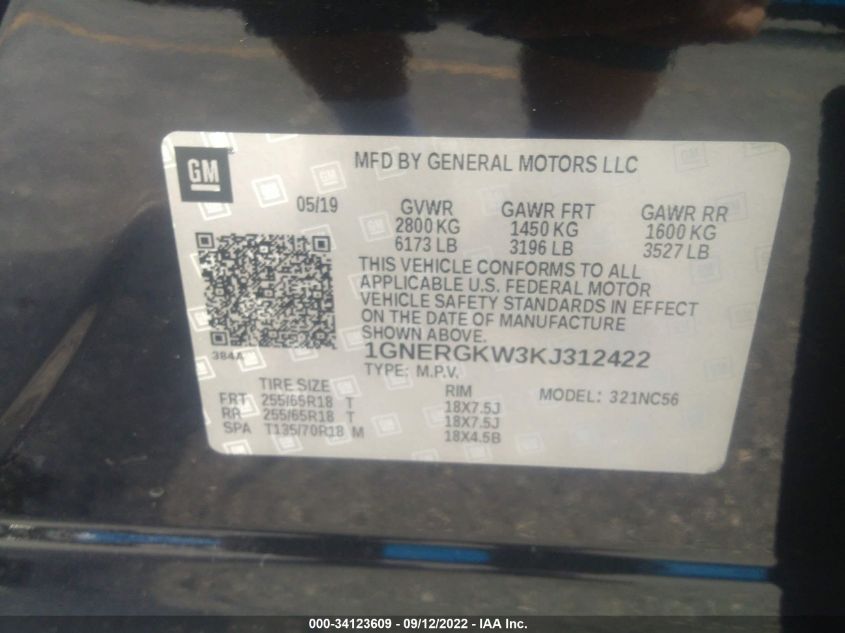 GM
MFD BY GENERAL MOTORS LLC
05/19
GVWR GAWR FRT GAWR RR
2800 KG 1450 KG 1600 KG
6173 LB 3196 LB 3527 LB
THIS VEHICLE CONFORMS TO ALL
APPLICABLE U.S. FEDERAL MOTOR
VEHICLE SAFETY STANDARDS IN EFFECT
ON THE DATE OF MANUFACTURE
SHOWN ABOVE.
384A
1GNERGKW3KJ312422
TYPE: M.P.V.
TIRE SIZE RIM MODEL: 321NC56
FRT 255/65R18 T 18X7.5J
RR 255/65R18 T 18X7.5J
SPA T135/70R18 M 18X4.5B
000-34123609 - 09/12/2022 - IAA Inc.